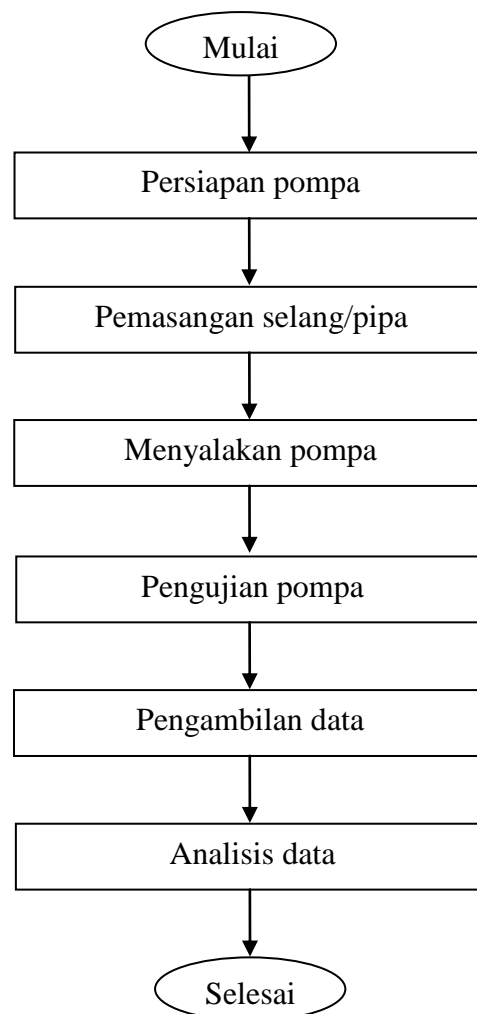 Mulai
Persiapan pompa
Pemasangan selang/pipa
Menyalakan pompa
Pengujian pompa
Pengambilan data
Analisis data
Selesai